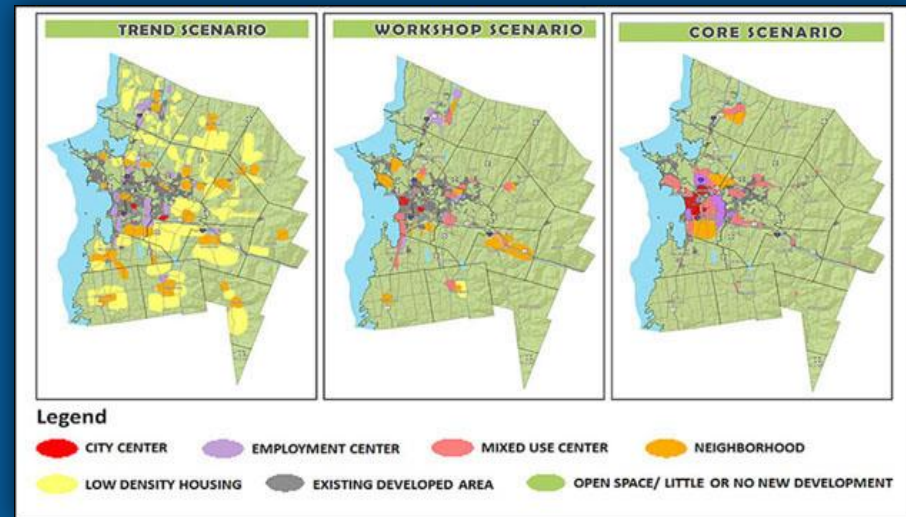 TREND SCENARIO
WORKSHOP SCENARIO
CORE SCENARIO
Legend
CITY CENTER
EMPLOYMENT CENTER
MIXED USE CENTER
NEIGHBORHOOD
LOW DENSITY HOUSING
EXISTING DEVELOPED AREA
OPEN SPACE/ LITTLE OR NO NEW DEVELOPMENT